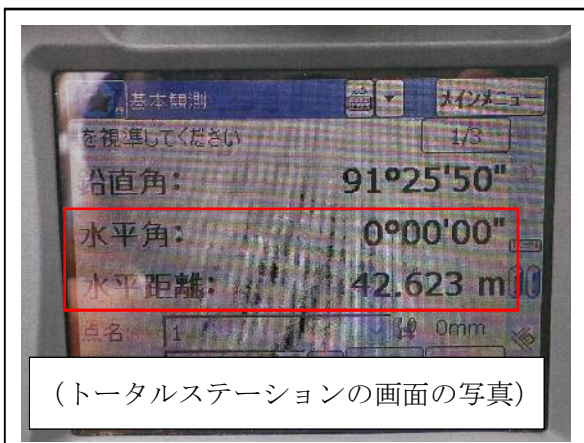 基本観測
メインメニュー
を視準してください
1/3
鉛直角: 91°25'50"
水平角: 0°00'00"
水平距離: 42.623 m
点名: 1 0mm
(トータルステーションの画面の写真)